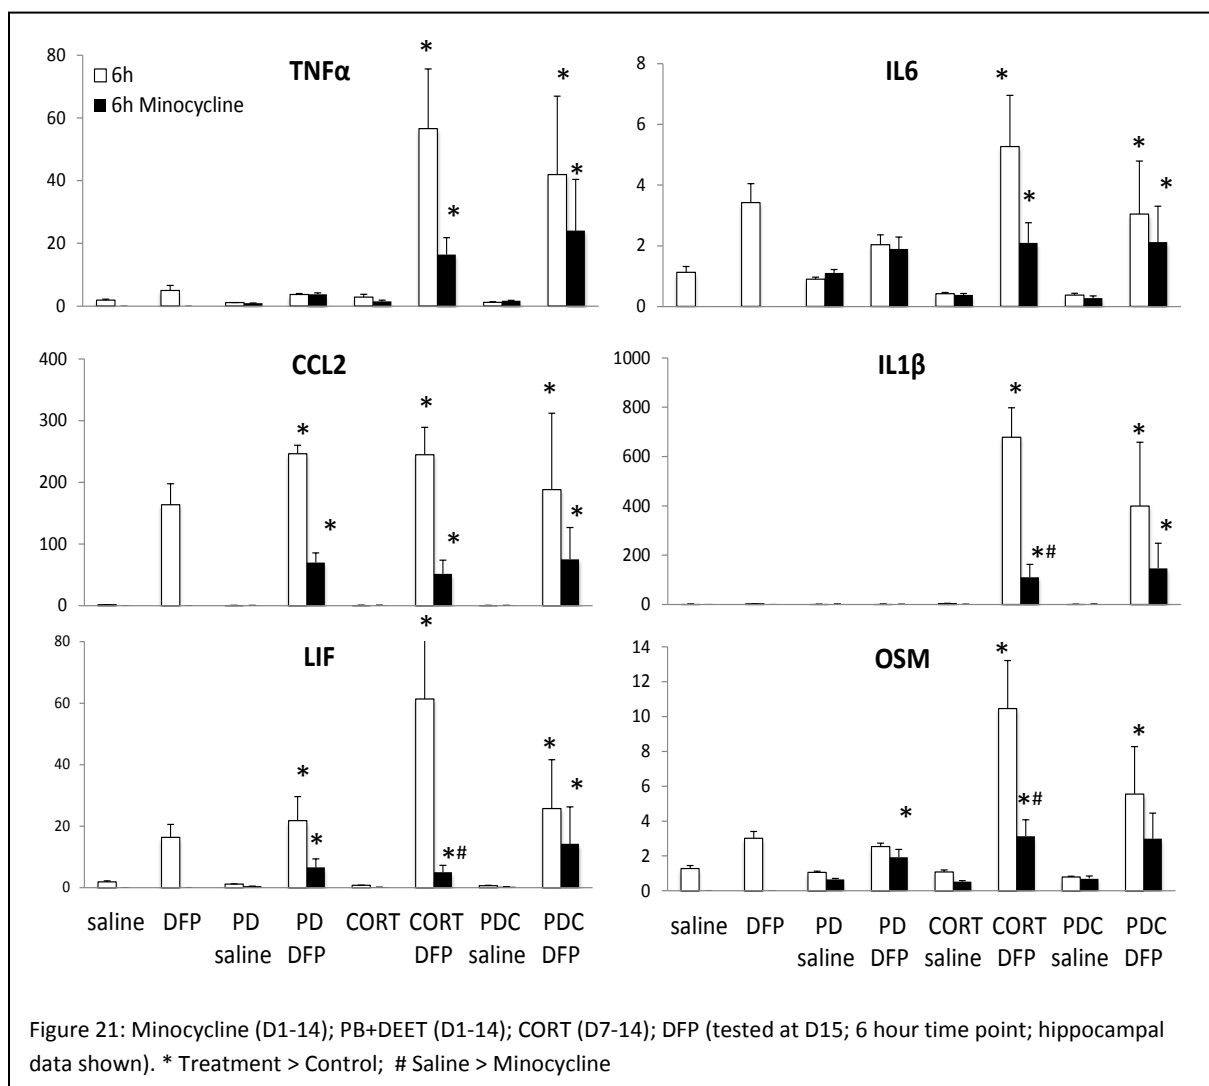 TNFα
6h
6h Minocycline
80
60
40
20
0
* * * *
IL6
8
6
4
2
0
* * * *
CCL2
400
300
200
100
0
* * * * * *
IL1β
1000
800
600
400
200
0
* *# * *
LIF
80
60
40
20
0
* * * *# * *
saline DFP PD PD CORT CORT PDC PDC
saline DFP DFP saline DFP
OSM
14
12
10
8
6
4
2
0
* * *# *
saline DFP PD PD CORT CORT PDC PDC
saline DFP saline DFP saline DFP
Figure 21: Minocycline (D1-14); PB+DEET (D1-14); CORT (D7-14); DFP (tested at D15; 6 hour time point; hippocampal
data shown). * Treatment > Control; # Saline > Minocycline